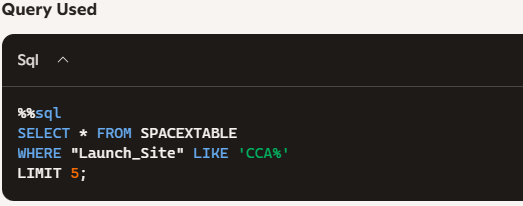 Query Used
Sql
%%sql
SELECT * FROM SPACEXTABLE
WHERE "Launch_Site" LIKE 'CCA%'
LIMIT 5;